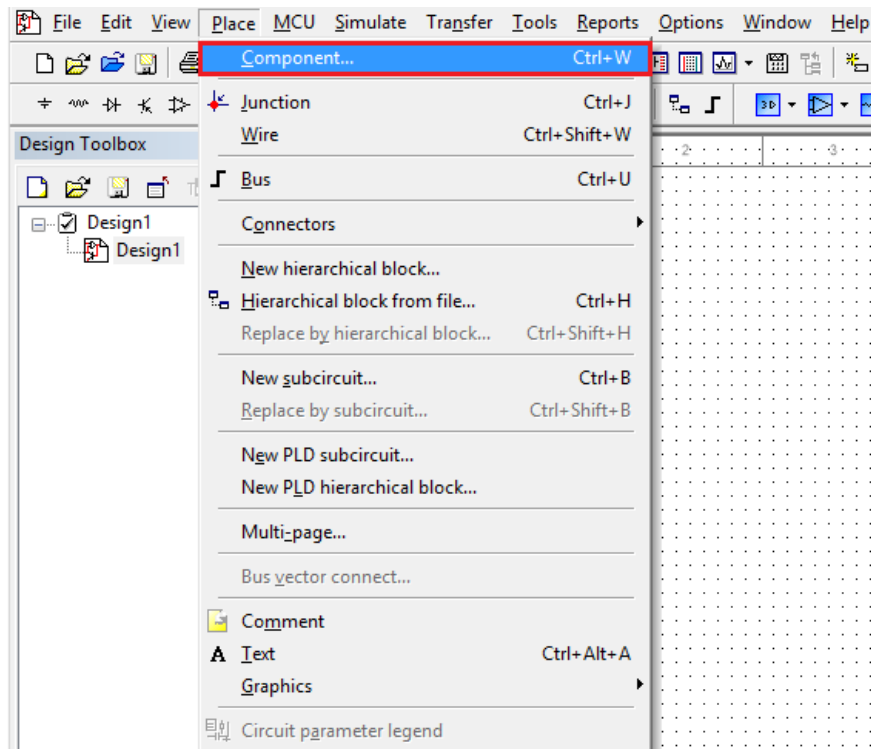 File Edit View Place MCU Simulate Transfer Tools Reports Options Window Help
Component... Ctrl+W
Junction Ctrl+J
Wire Ctrl+Shift+W
Design Toolbox
2 3
Bus Ctrl+U
Design1
Connectors
Design1
New hierarchical block...
Hierarchical block from file... Ctrl+H
Replace by hierarchical block... Ctrl+Shift+H
New subcircuit... Ctrl+B
Replace by subcircuit... Ctrl+Shift+B
New PLD subcircuit...
New PLD hierarchical block...
Multi-page...
Bus vector connect...
Comment
A Text Ctrl+Alt+A
Graphics
Circuit parameter legend